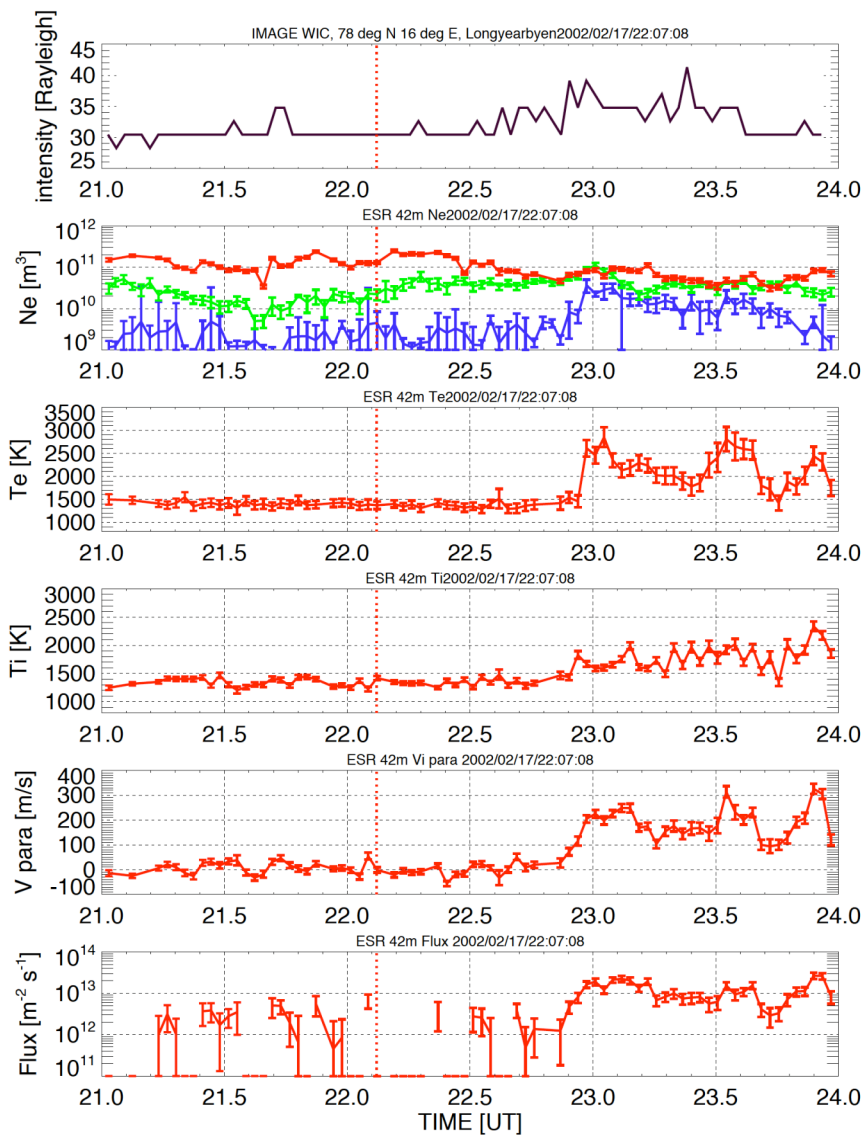 IMAGE WIC, 78 deg N 16 deg E, Longyearbyen2002/02/17/22:07:08
intensity [Rayleigh]
45
40
35
30
25
21.0 21.5 22.0 22.5 23.0 23.5 24.0
ESR 42m Ne2002/02/17/22:07:08
Ne [m³]
10¹²
10¹¹
10¹⁰
10⁹
21.0 21.5 22.0 22.5 23.0 23.5 24.0
ESR 42m Te2002/02/17/22:07:08
Te [K]
3500
3000
2500
2000
1500
1000
21.0 21.5 22.0 22.5 23.0 23.5 24.0
ESR 42m Ti2002/02/17/22:07:08
Ti [K]
3000
2500
2000
1500
1000
21.0 21.5 22.0 22.5 23.0 23.5 24.0
ESR 42m Vi para 2002/02/17/22:07:08
V para [m/s]
400
300
200
100
0
-100
21.0 21.5 22.0 22.5 23.0 23.5 24.0
ESR 42m Flux 2002/02/17/22:07:08
Flux [m⁻² s⁻¹]
10¹⁴
10¹³
10¹²
10¹¹
21.0 21.5 22.0 22.5 23.0 23.5 24.0
TIME [UT]